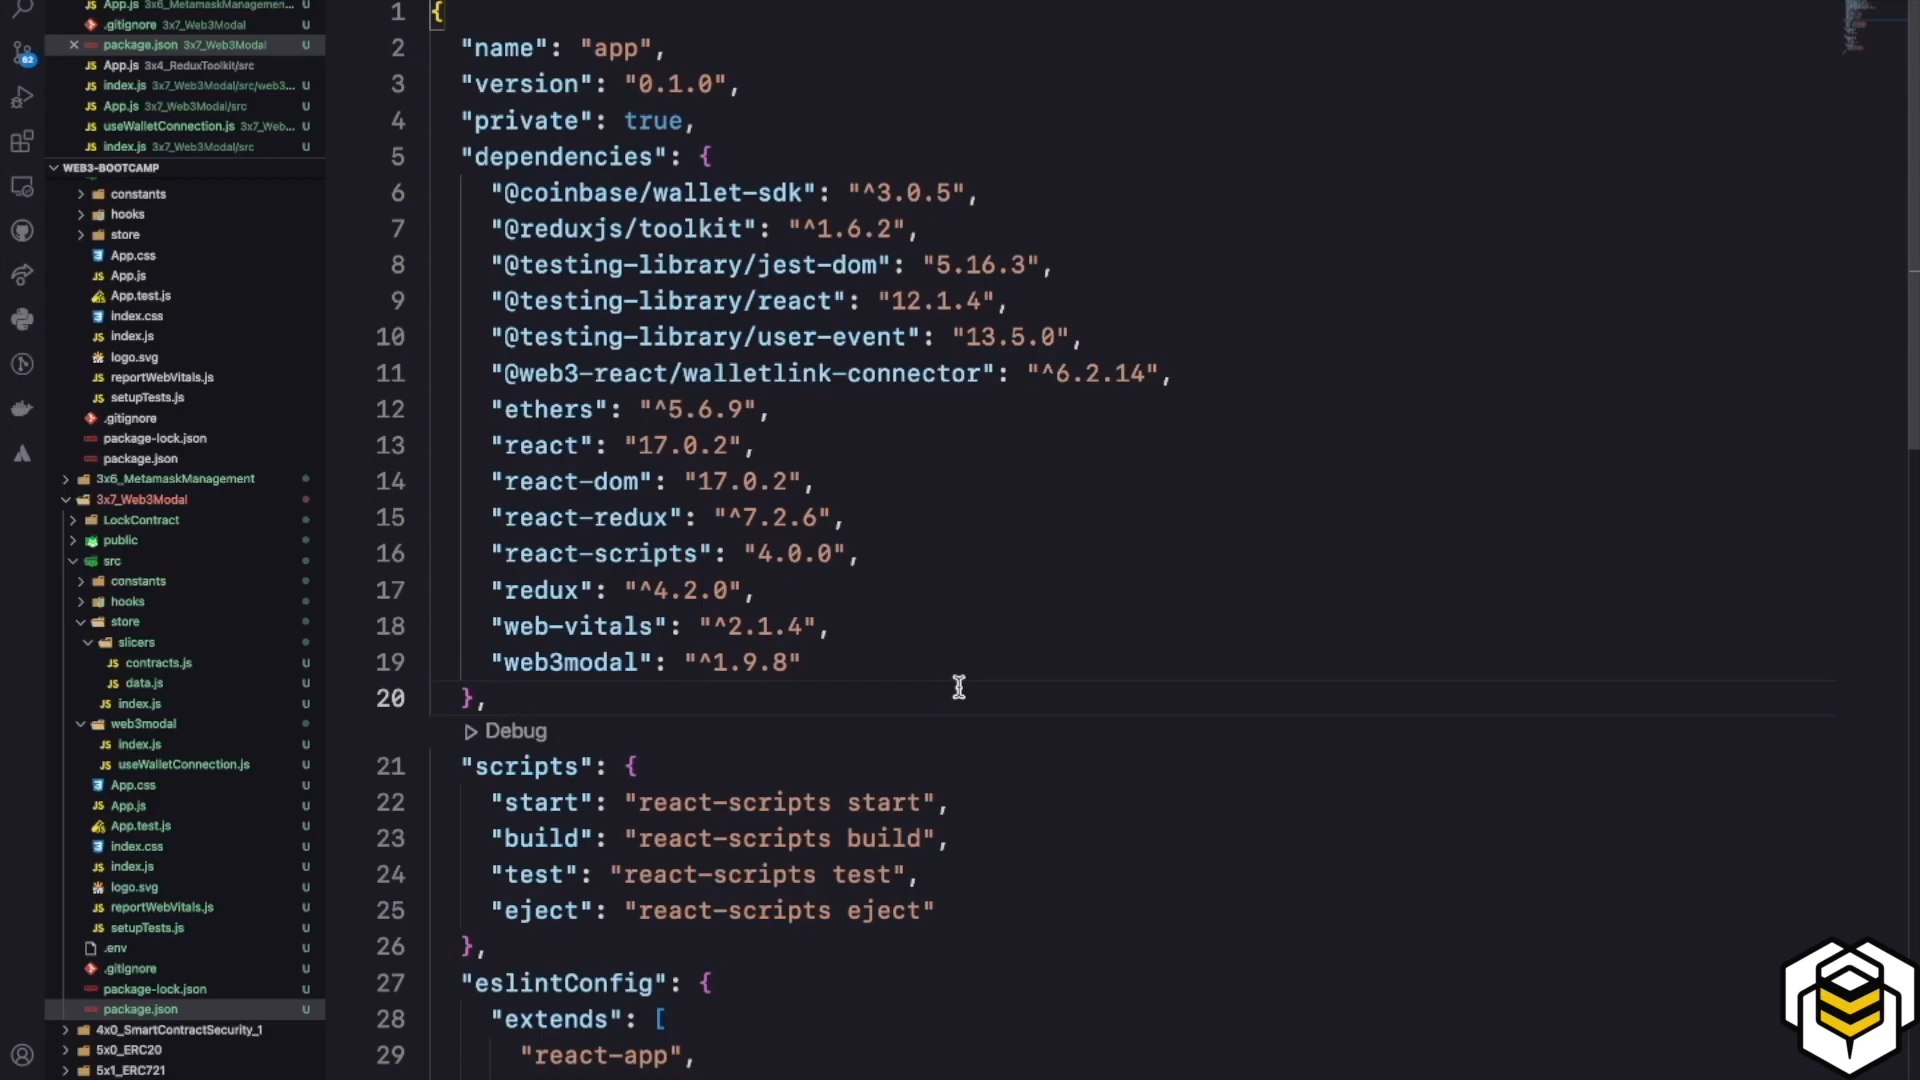 App.js 3x6_MetamaskManagemen...
.gitignore 3x7_Web3Modal
package.json 3x7_Web3Modal U
App.js 3x4_ReduxToolkit/src
index.js 3x7_Web3Modal/src/web3... U
App.js 3x7_Web3Modal/src U
useWalletConnection.js 3x7_Web... U
index.js 3x7_Web3Modal/src U
62
WEB3-BOOTCAMP
constants
hooks
store
App.css
App.js
App.test.js
index.css
index.js
logo.svg
reportWebVitals.js
setupTests.js
.gitignore
package-lock.json
package.json
3x6_MetamaskManagement
3x7_Web3Modal
LockContract
public
src
constants
hooks
store
slicers
contracts.js U
data.js U
index.js U
web3modal
index.js U
useWalletConnection.js U
App.css U
App.js U
App.test.js U
index.css U
index.js U
logo.svg U
reportWebVitals.js U
setupTests.js U
.env U
.gitignore U
package-lock.json U
package.json U
4x0_SmartContractSecurity_1
5x0_ERC20
5x1_ERC721
1 {
2 "name": "app",
3 "version": "0.1.0",
4 "private": true,
5 "dependencies": {
6 "@coinbase/wallet-sdk": "^3.0.5",
7 "@reduxjs/toolkit": "^1.6.2",
8 "@testing-library/jest-dom": "5.16.3",
9 "@testing-library/react": "12.1.4",
10 "@testing-library/user-event": "13.5.0",
11 "@web3-react/walletlink-connector": "^6.2.14",
12 "ethers": "^5.6.9",
13 "react": "17.0.2",
14 "react-dom": "17.0.2",
15 "react-redux": "^7.2.6",
16 "react-scripts": "4.0.0",
17 "redux": "^4.2.0",
18 "web-vitals": "^2.1.4",
19 "web3modal": "^1.9.8"
20 },
Debug
21 "scripts": {
22 "start": "react-scripts start",
23 "build": "react-scripts build",
24 "test": "react-scripts test",
25 "eject": "react-scripts eject"
26 },
27 "eslintConfig": {
28 "extends": [
29 "react-app",